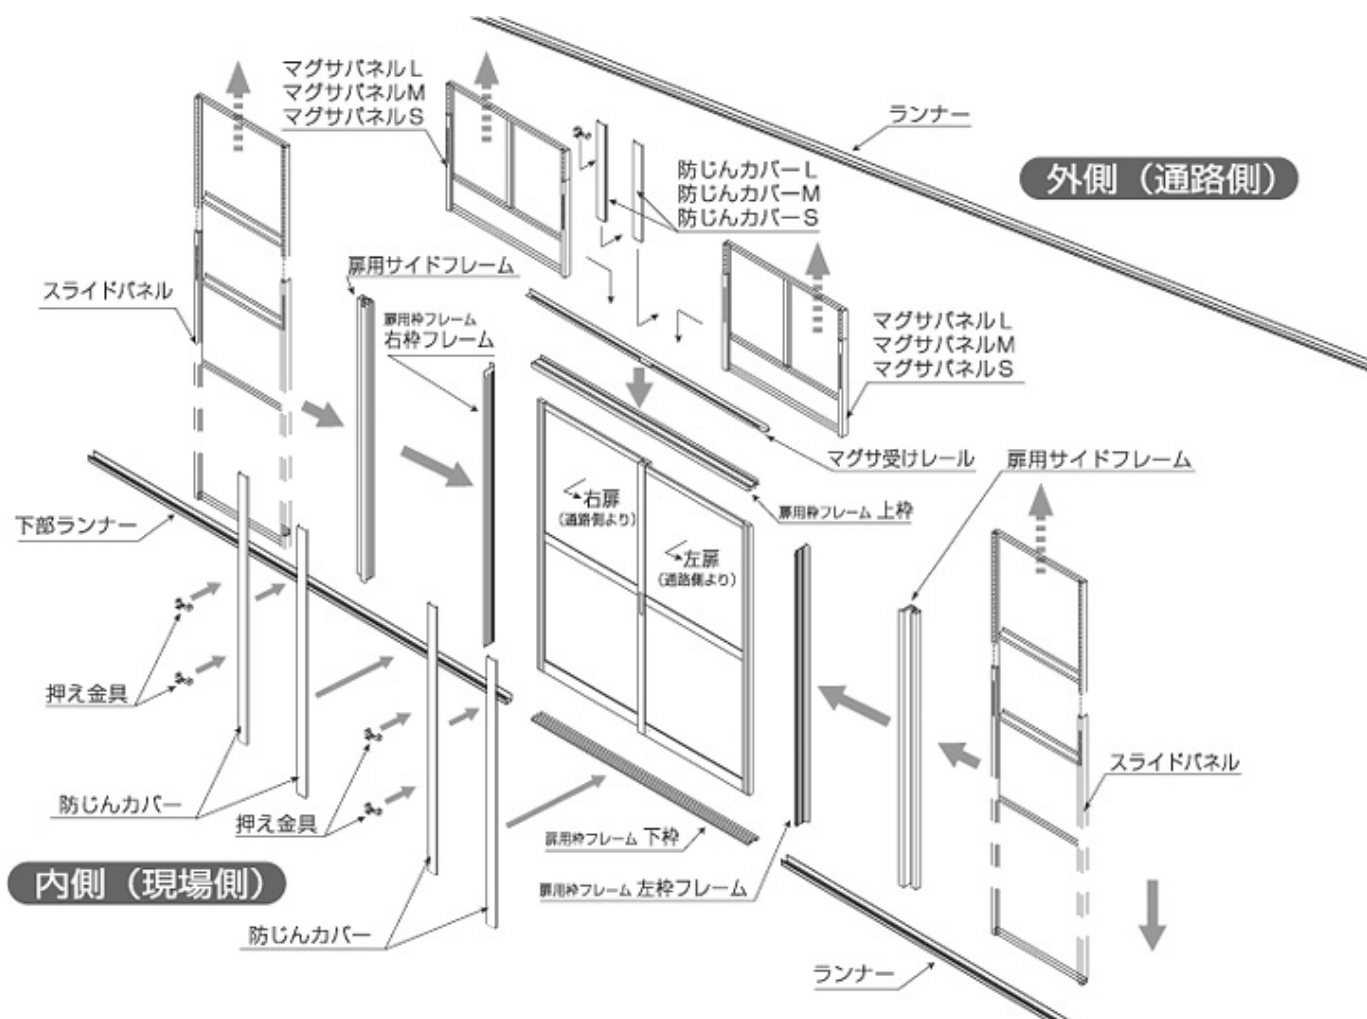 マグサパネルL
マグサパネルM
マグサパネルS
ランナー
外側（通路側）
防じんカバーL
防じんカバーM
防じんカバーS
扉用サイドフレーム
スライドパネル
扉用枠フレーム
右枠フレーム
マグサパネルL
マグサパネルM
マグサパネルS
マグサ受けレール
扉用サイドフレーム
右扉
（通路側より）
扉用枠フレーム 上枠
下部ランナー
左扉
（通路側より）
押え金具
スライドパネル
防じんカバー
押え金具
扉用枠フレーム 下枠
内側（現場側）
扉用枠フレーム 左枠フレーム
防じんカバー
ランナー